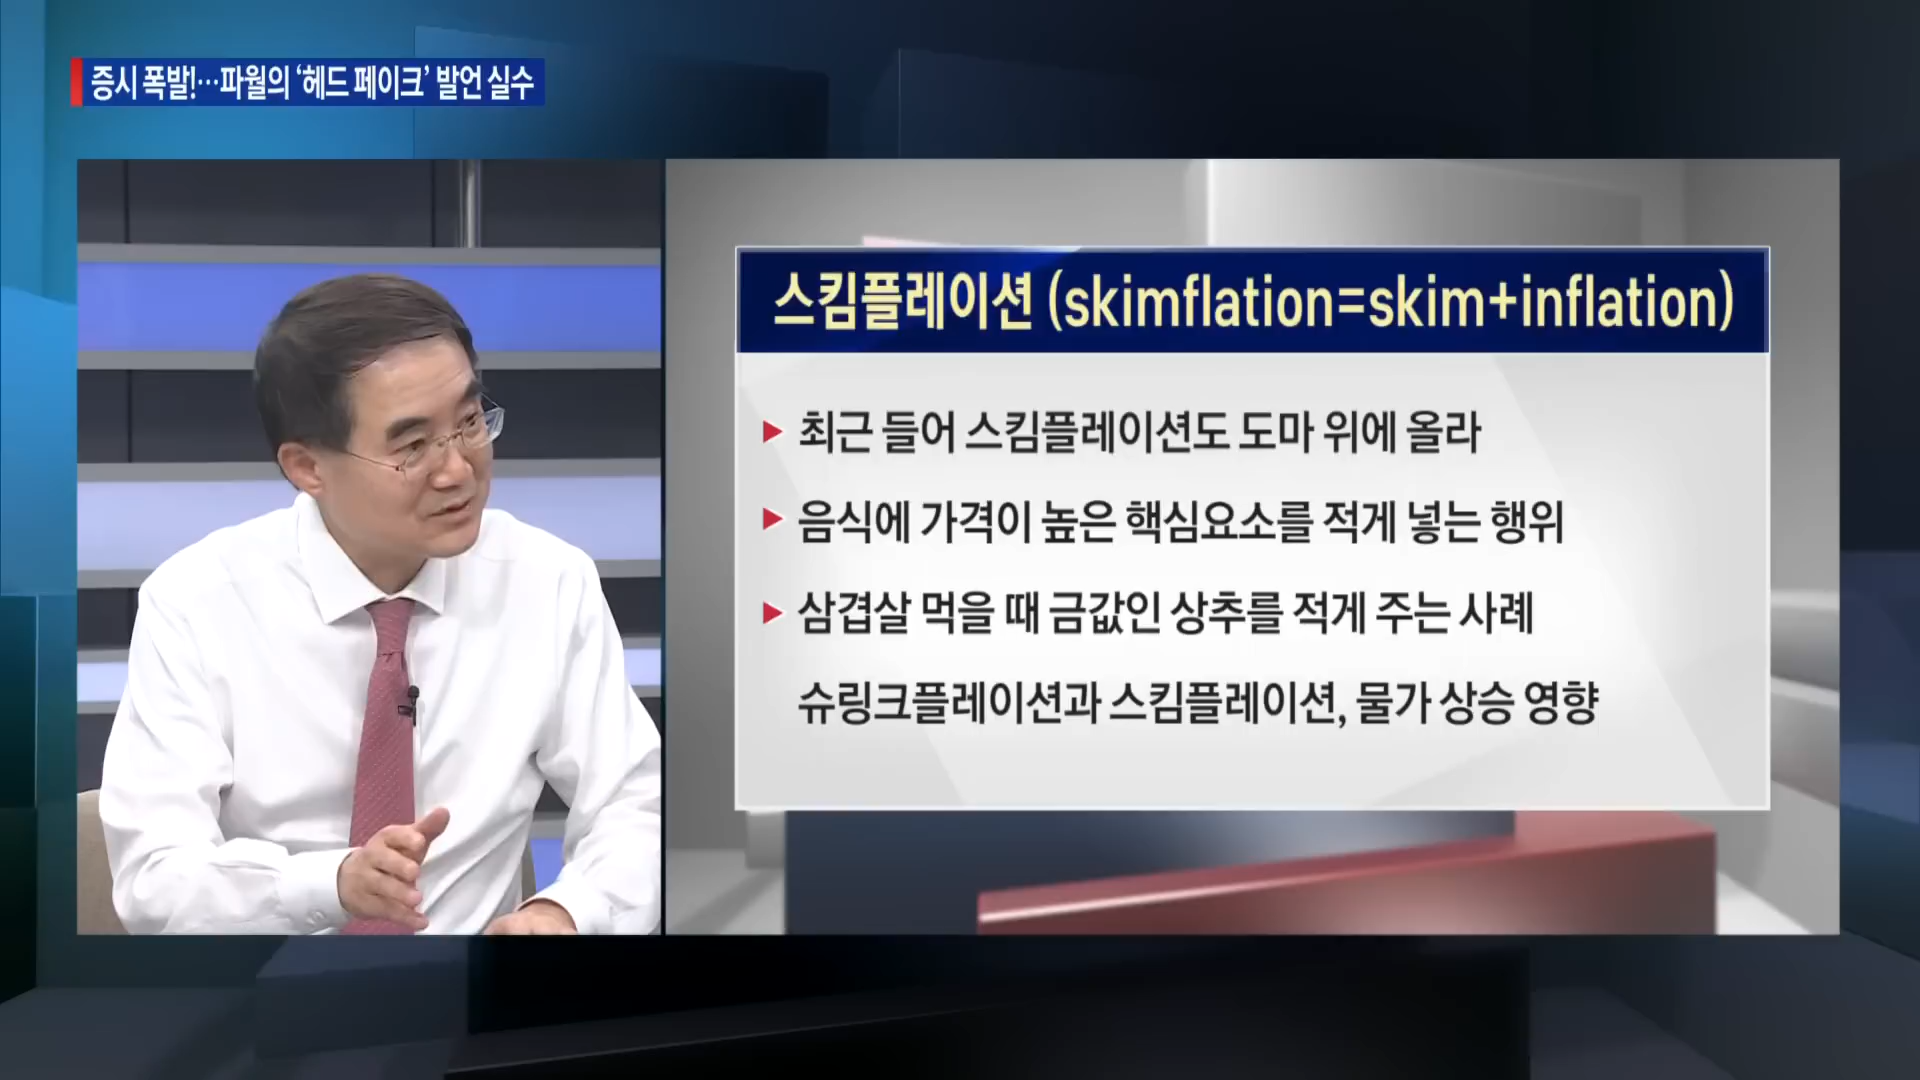 증시 폭발!…파월의 ‘헤드 페이크’ 발언 실수
스킴플레이션 (skimflation=skim+inflation)
▶ 최근 들어 스킴플레이션도 도마 위에 올라
▶ 음식에 가격이 높은 핵심요소를 적게 넣는 행위
▶ 삼겹살 먹을 때 금값인 상추를 적게 주는 사례
슈링크플레이션과 스킴플레이션, 물가 상승 영향